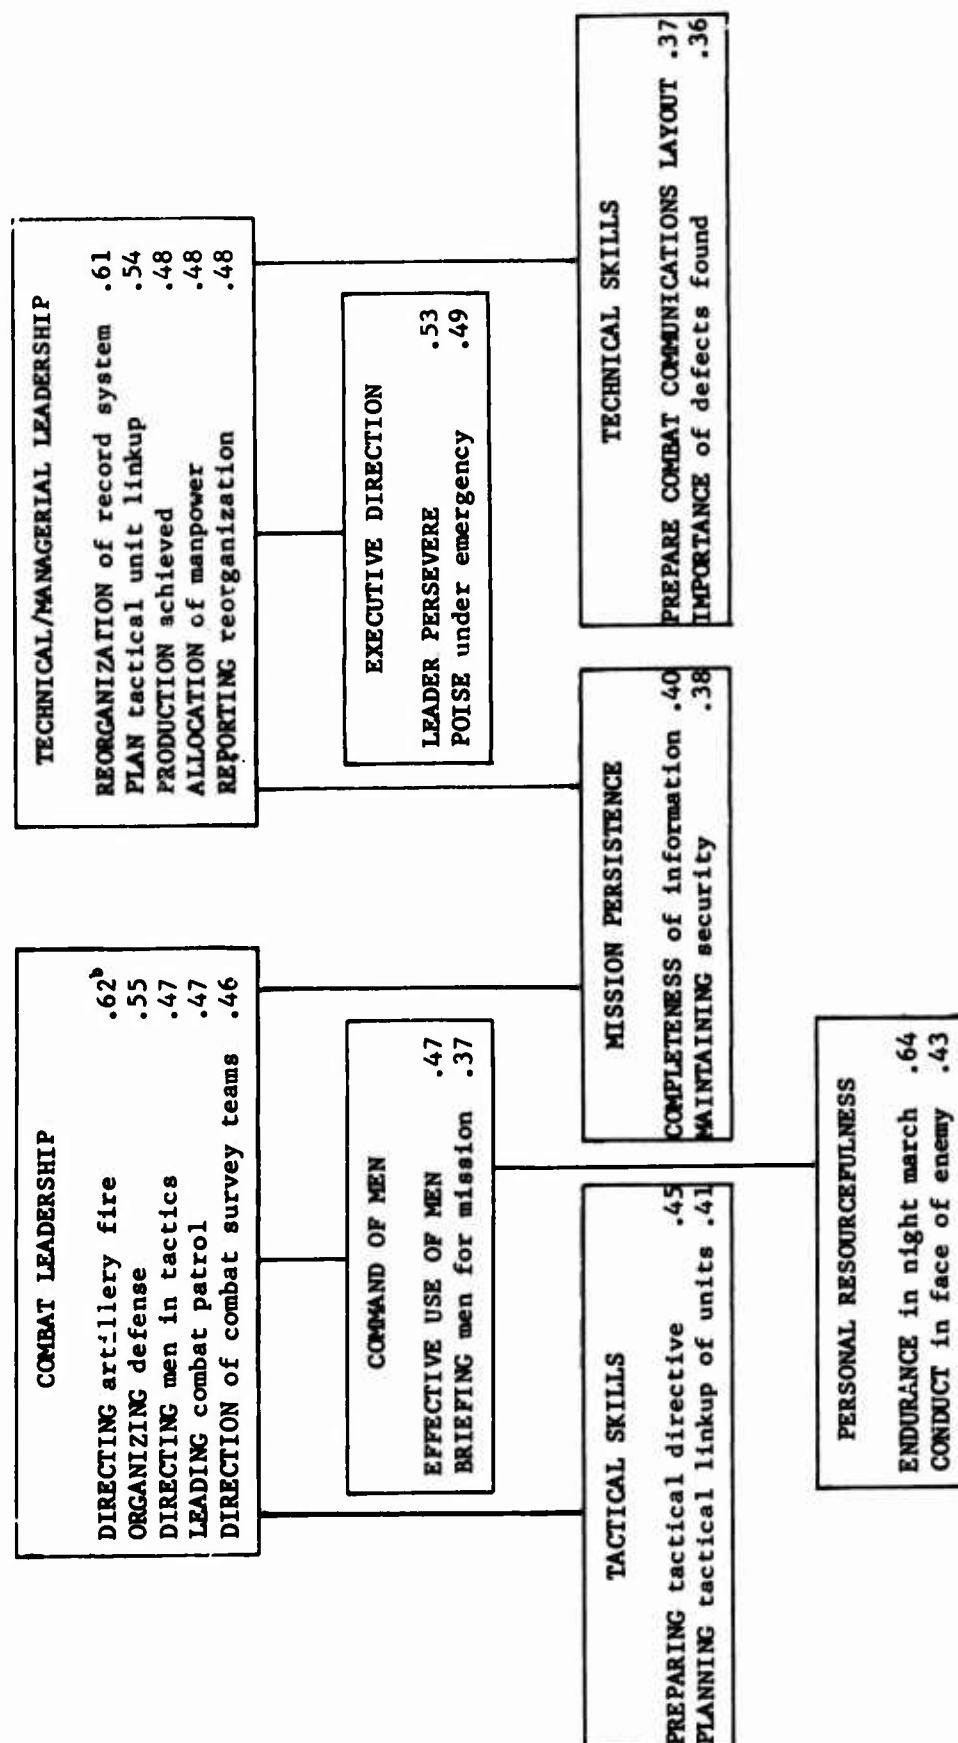 COMBAT LEADERSHIP
DIRECTING artillery fire .62b
ORGANIZING defense .55
DIRECTING men in tactics .47
LEADING combat patrol .47
DIRECTION of combat survey teams .46
TECHNICAL/MANAGERIAL LEADERSHIP
REORGANIZATION of record system .61
PLAN tactical unit linkup .54
PRODUCTION achieved .48
ALLOCATION of manpower .48
REPORTING reorganization .48
COMMAND OF MEN
EFFECTIVE USE OF MEN .47
BRIEFING men for mission .37
EXECUTIVE DIRECTION
LEADER PERSEVERE .53
POISE under emergency .49
TACTICAL SKILLS
PREPARING tactical directive .45
PLANNING tactical linkup of units .41
MISSION PERSISTENCE
COMPLETENESS of information .40
MAINTAINING security .38
TECHNICAL SKILLS
PREPARE COMBAT COMMUNICATIONS LAYOUT .37
IMPORTANCE of defects found .36
PERSONAL RESOURCEFULNESS
ENDURANCE in night march .64
CONDUCT in face of enemy .43